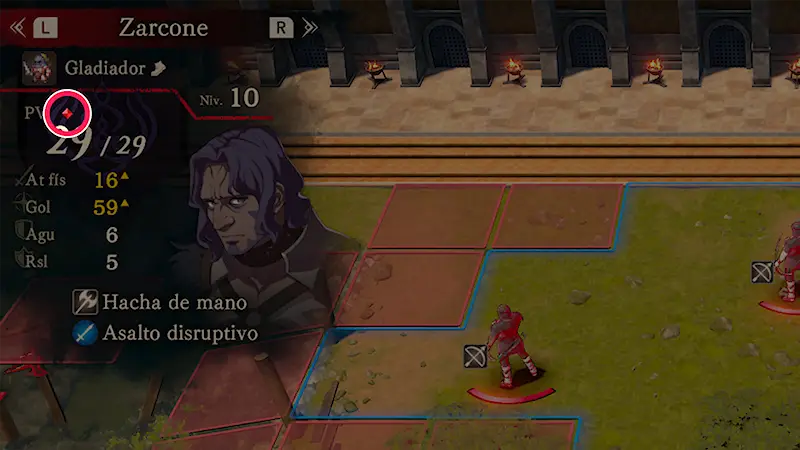 L Zarcone R
Gladiador
Niv. 10
PV
29 / 29
At fís 16
Gol 59
Agu 6
Rsl 5
Hacha de mano
Asalto disruptivo